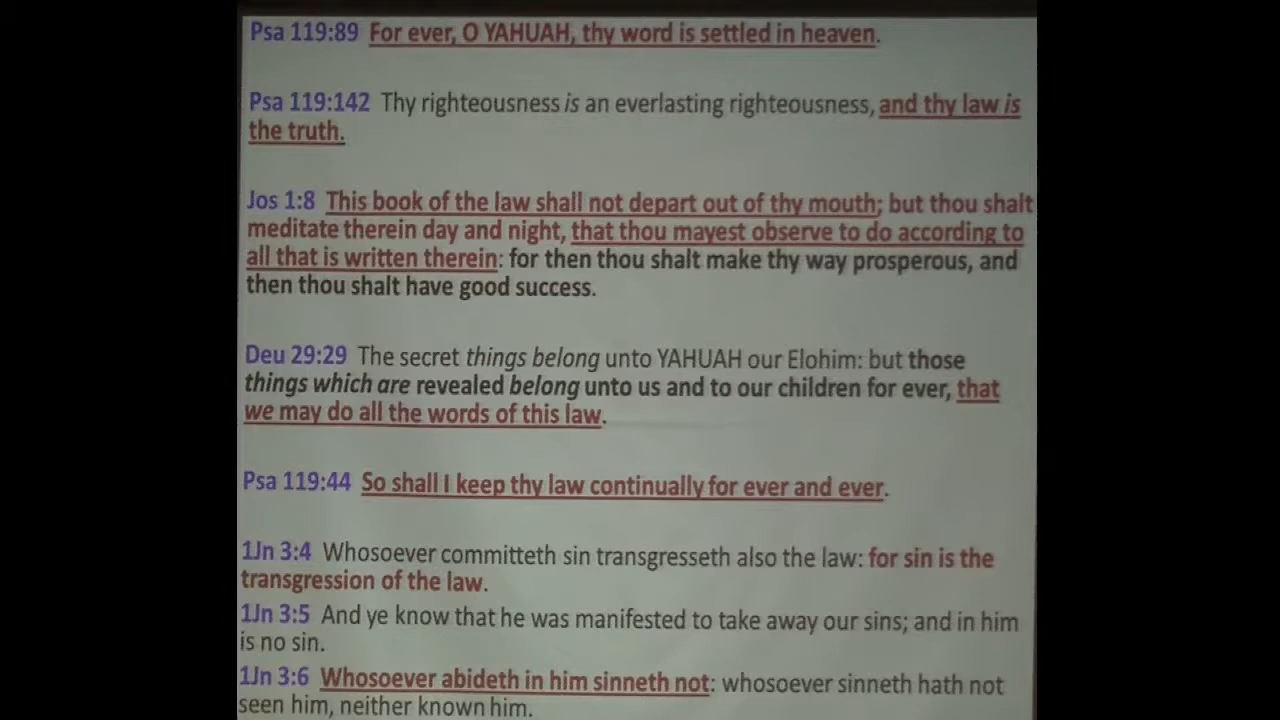 Psa 119:89 For ever, O YAHUAH, thy word is settled in heaven.
Psa 119:142 Thy righteousness is an everlasting righteousness, and thy law is
the truth.
Jos 1:8 This book of the law shall not depart out of thy mouth; but thou shalt
meditate therein day and night, that thou mayest observe to do according to
all that is written therein: for then thou shalt make thy way prosperous, and
then thou shalt have good success.
Deu 29:29 The secret things belong unto YAHUAH our Elohim: but those
things which are revealed belong unto us and to our children for ever, that
we may do all the words of this law.
Psa 119:44 So shall I keep thy law continually for ever and ever.
1Jn 3:4 Whosoever committeth sin transgresseth also the law: for sin is the
transgression of the law.
1Jn 3:5 And ye know that he was manifested to take away our sins; and in him
is no sin.
1Jn 3:6 Whosoever abideth in him sinneth not: whosoever sinneth hath not
seen him, neither known him.